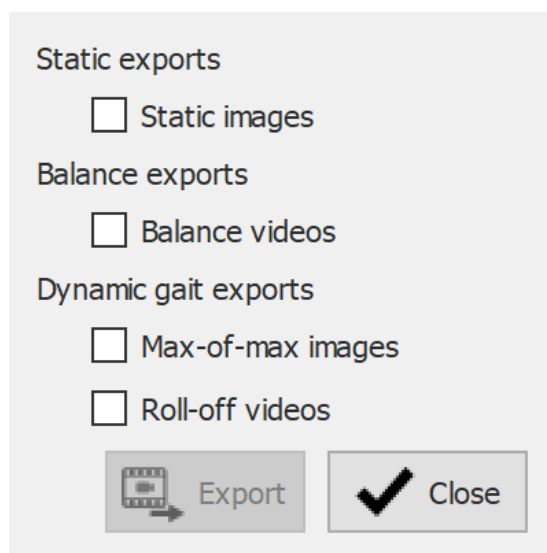 Static exports
Static images
Balance exports
Balance videos
Dynamic gait exports
Max-of-max images
Roll-off videos
Export Close